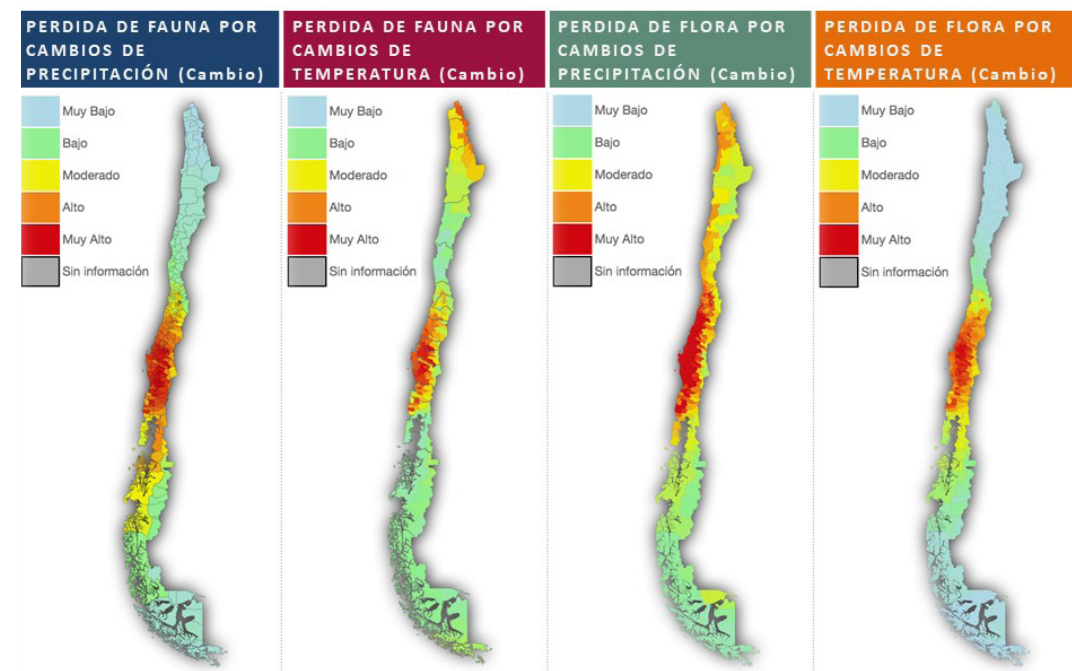 PERDIDA DE FAUNA POR
CAMBIOS DE
PRECIPITACIÓN (Cambio)
Muy Bajo
Bajo
Moderado
Alto
Muy Alto
Sin información
PERDIDA DE FAUNA POR
CAMBIOS DE
TEMPERATURA (Cambio)
Muy Bajo
Bajo
Moderado
Alto
Muy Alto
Sin información
PERDIDA DE FLORA POR
CAMBIOS DE
PRECIPITACIÓN (Cambio)
Muy Bajo
Bajo
Moderado
Alto
Muy Alto
Sin información
PERDIDA DE FLORA POR
CAMBIOS DE
TEMPERATURA (Cambio)
Muy Bajo
Bajo
Moderado
Alto
Muy Alto
Sin información